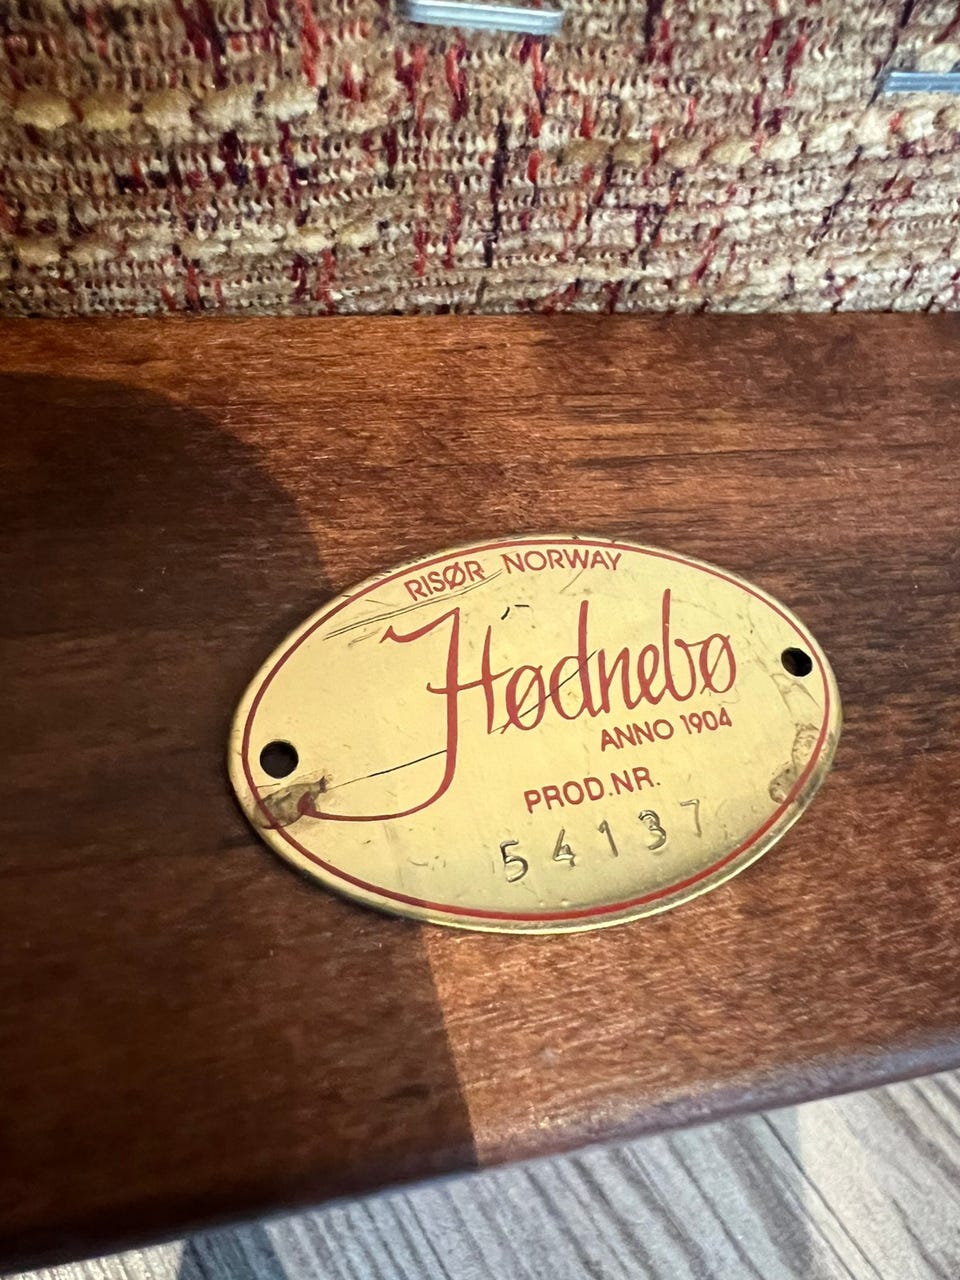 RISØR NORWAY
Hødnebø
ANNO 1904
PROD.NR.
54137